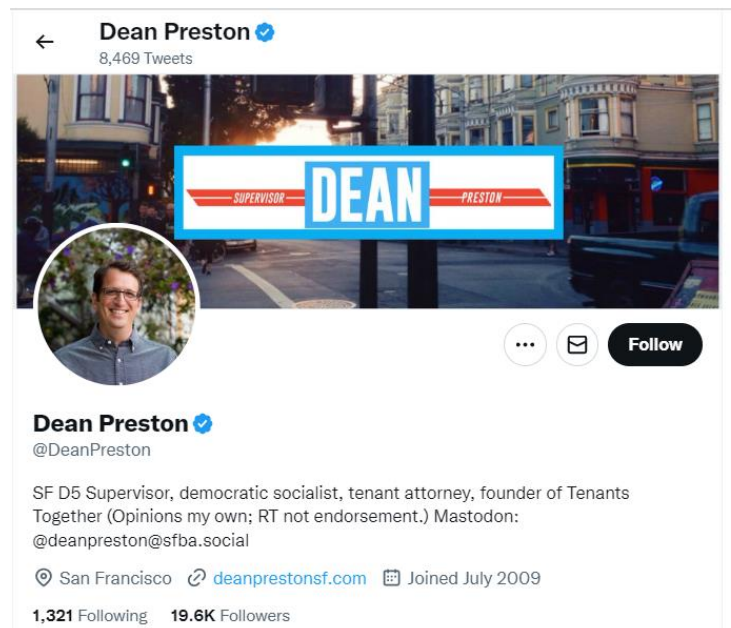 Dean Preston
8,469 Tweets
SUPERVISOR DEAN PRESTON
Follow
Dean Preston
@DeanPreston
SF D5 Supervisor, democratic socialist, tenant attorney, founder of Tenants
Together (Opinions my own; RT not endorsement.) Mastodon:
@deanpreston@sfba.social
San Francisco deanprestonsf.com Joined July 2009
1,321 Following 19.6K Followers